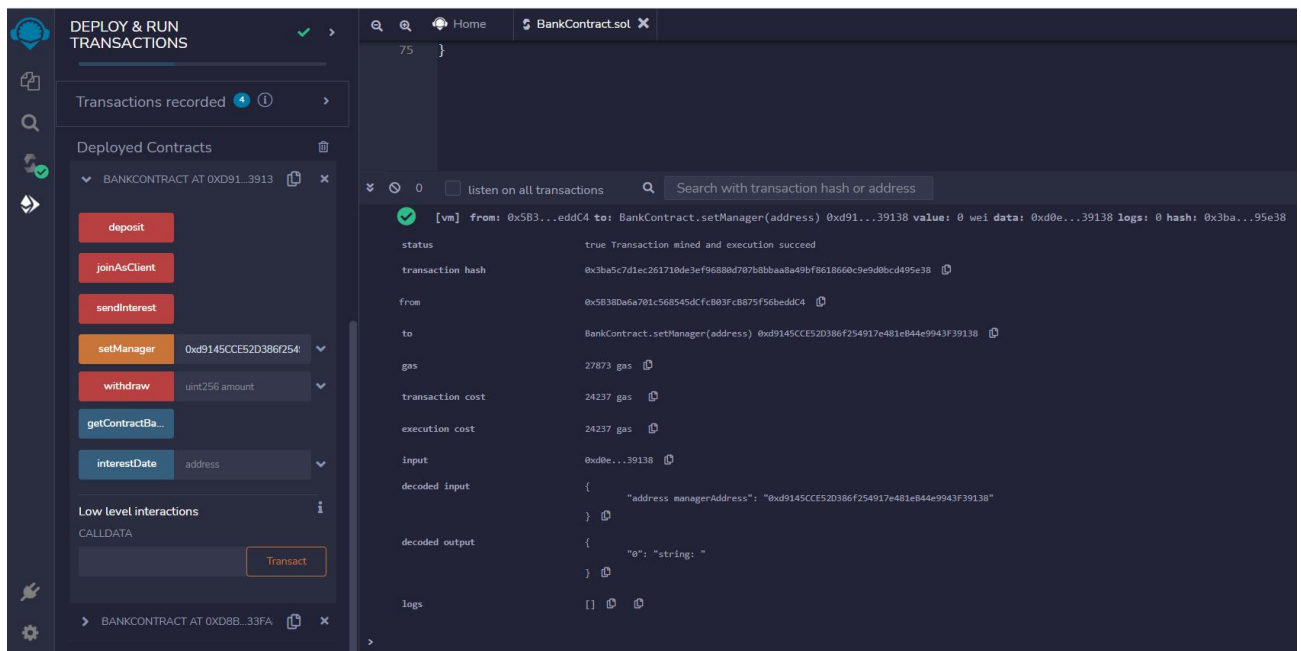 DEPLOY & RUN
TRANSACTIONS
Transactions recorded 4 i
Deployed Contracts
BANKCONTRACT AT 0XD91...3913
deposit
joinAsClient
sendInterest
setManager 0xd9145CCE52D386f254
withdraw uint256 amount
getContractBa...
interestDate address
Low level interactions i
CALLDATA
Transact
BANKCONTRACT AT 0XD8B...33FA
Home BankContract.sol
75 }
0 listen on all transactions Search with transaction hash or address
[vm] from: 0x5B3...eddC4 to: BankContract.setManager(address) 0xd91...39138 value: 0 wei data: 0xd0e...39138 logs: 0 hash: 0x3ba...95e38
status true Transaction mined and execution succeed
transaction hash 0x3ba5c7d1ec261710de3ef96880d707b8bbaa8a49bf8618660c9e9d0bcd495e38
from 0x5B38Da6a701c568545dCfcB03FcB875f56beddC4
to BankContract.setManager(address) 0xd9145CCE52D386f254917e481eB44e9943F39138
gas 27873 gas
transaction cost 24237 gas
execution cost 24237 gas
input 0xd0e...39138
decoded input {
"address managerAddress": "0xd9145CCE52D386f254917e481eB44e9943F39138"
}
decoded output {
"0": "string: "
}
logs []
>